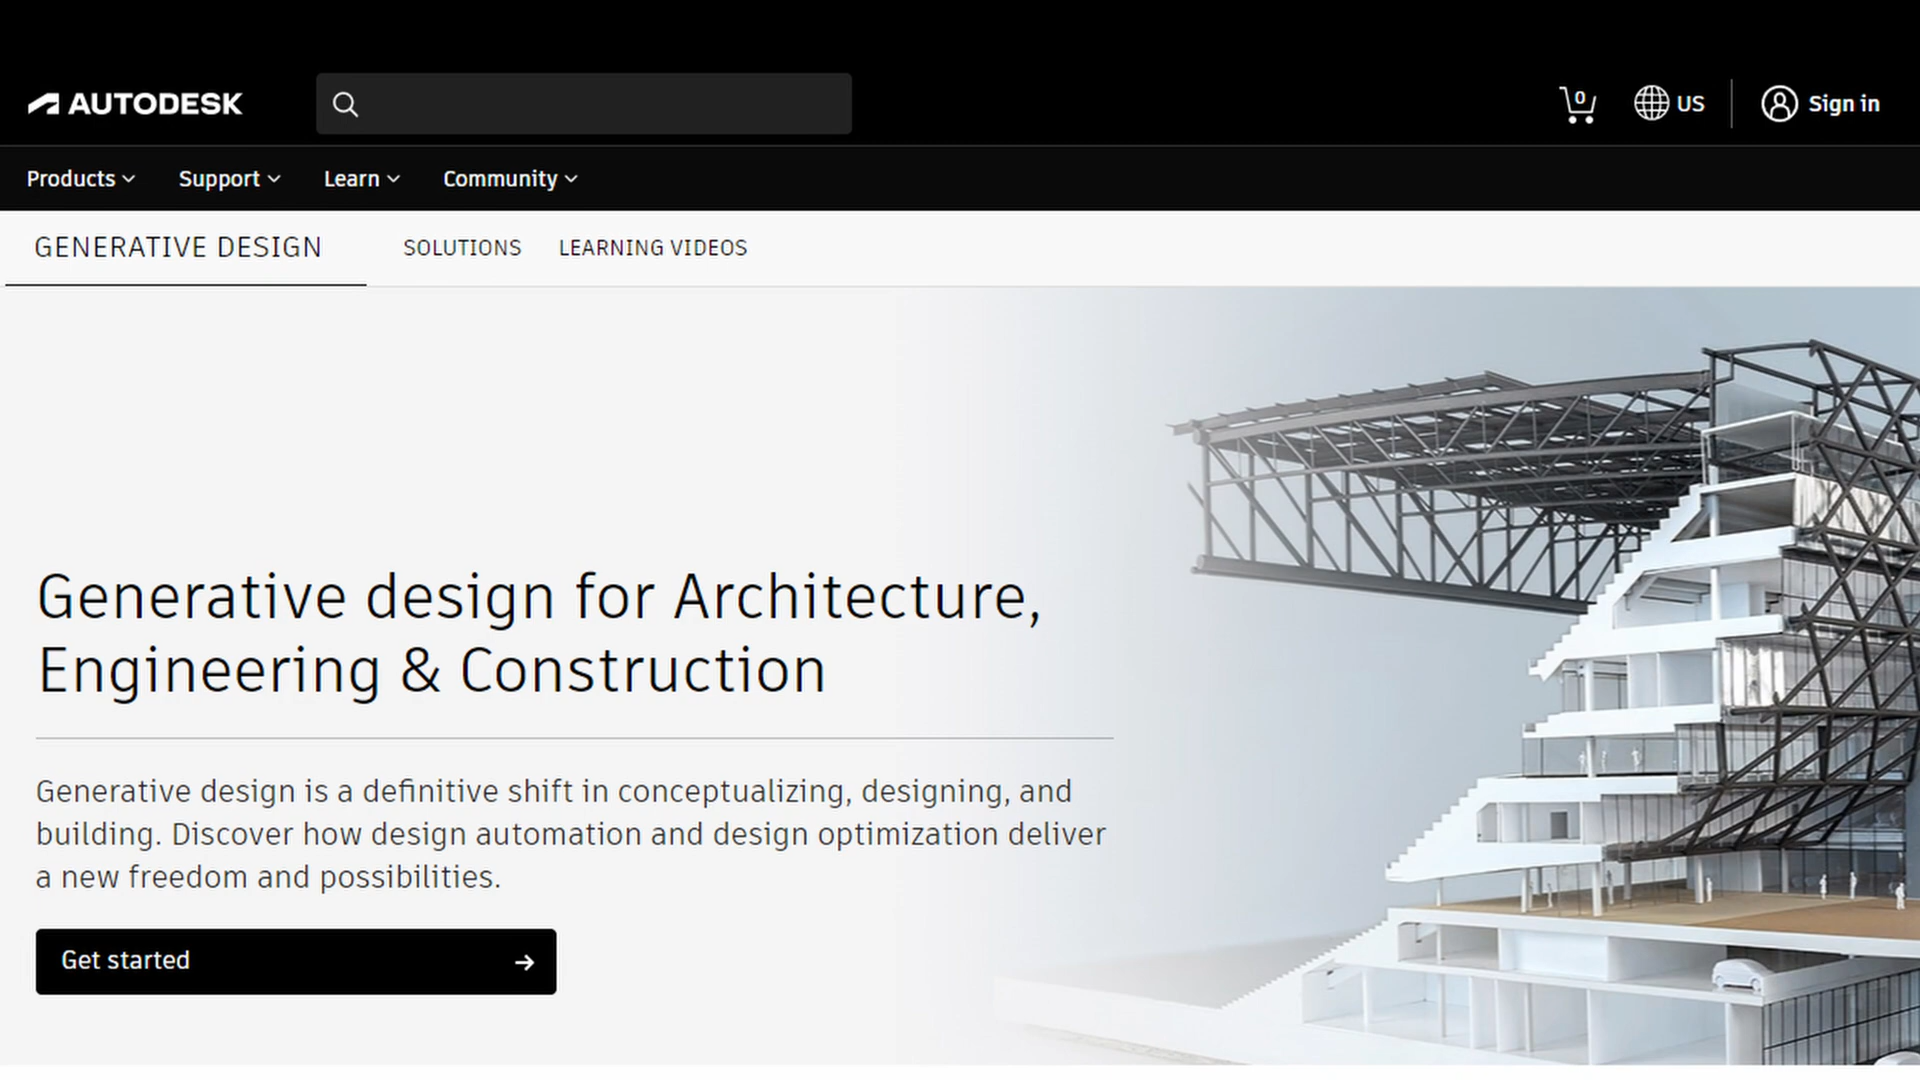 AUTODESK
0
US
Sign in
Products
Support
Learn
Community
GENERATIVE DESIGN
SOLUTIONS
LEARNING VIDEOS
Generative design for Architecture,
Engineering & Construction
Generative design is a definitive shift in conceptualizing, designing, and
building. Discover how design automation and design optimization deliver
a new freedom and possibilities.
Get started